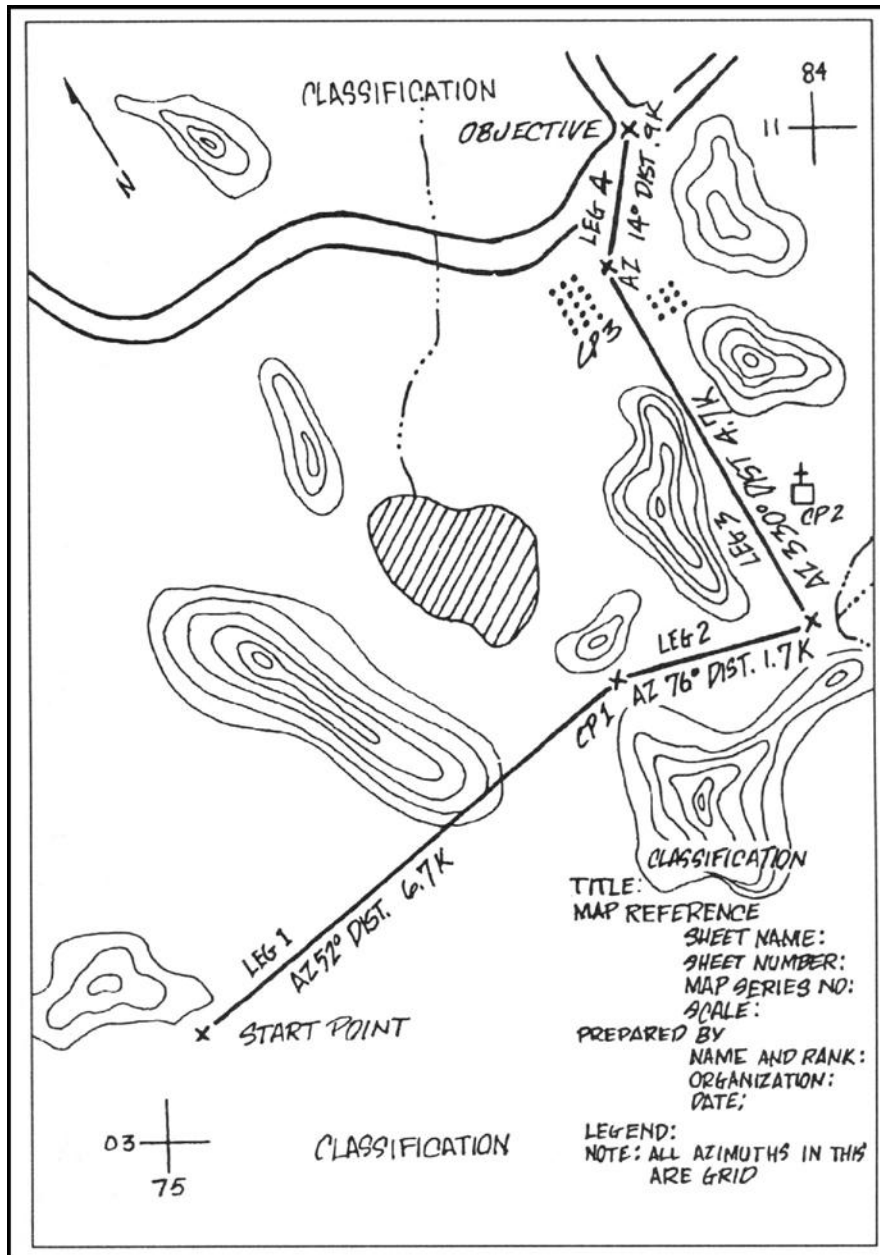 CLASSIFICATION
84
11
OBJECTIVE
N
LEG 4
AZ 14° DIST. .9K
CP3
LEG 3
AZ 330° DIST 4.7K
CP2
LEG 2
AZ 76° DIST. 1.7K
CP1
LEG 1
AZ 52° DIST. 6.7K
START POINT
03
75
CLASSIFICATION
CLASSIFICATION
TITLE:
MAP REFERENCE
SHEET NAME:
SHEET NUMBER:
MAP SERIES NO:
SCALE:
PREPARED BY
NAME AND RANK:
ORGANIZATION:
DATE;
LEGEND:
NOTE: ALL AZIMUTHS IN THIS
ARE GRID